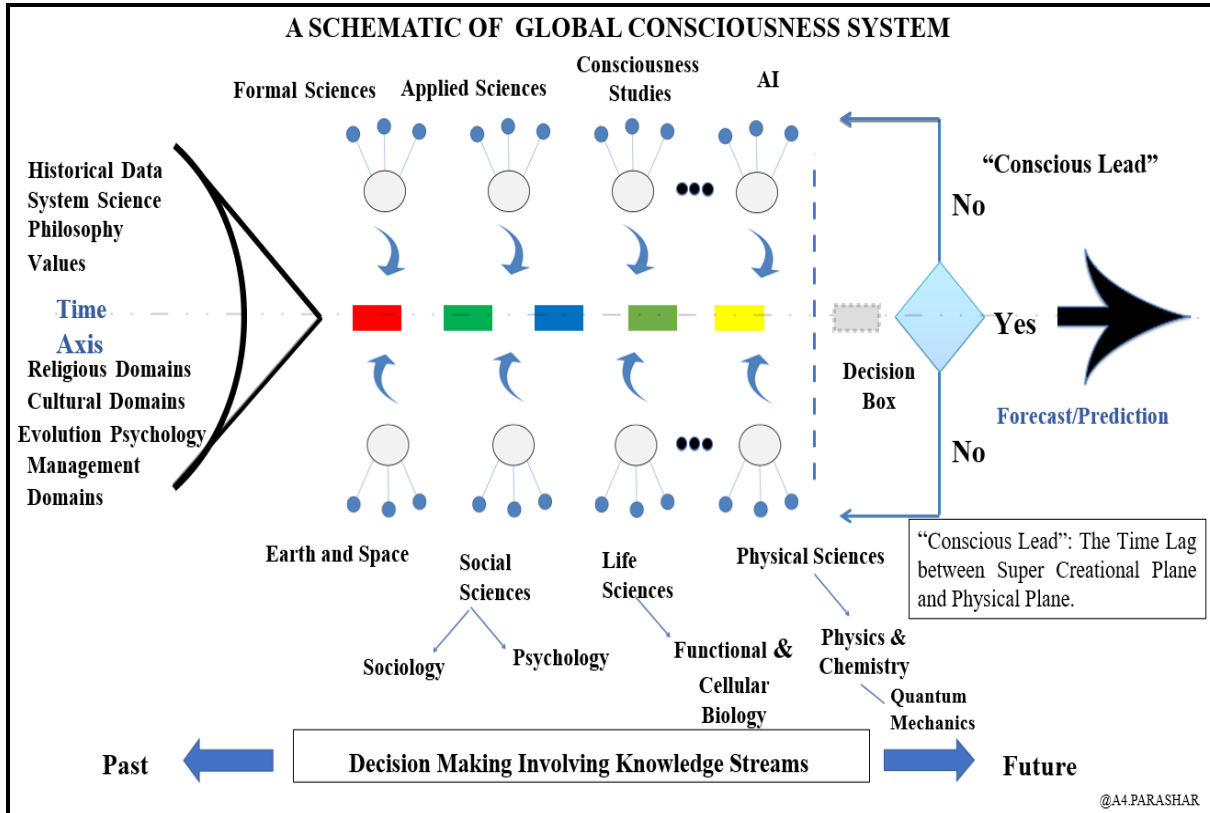 A SCHEMATIC OF GLOBAL CONSCIOUSNESS SYSTEM
Formal Sciences
Applied Sciences
Consciousness
Studies
AI
Historical Data
System Science
Philosophy
Values
Time
Axis
Religious Domains
Cultural Domains
Evolution Psychology
Management
Domains
“Conscious Lead”
No
Yes
Decision
Box
No
Forecast/Prediction
“Conscious Lead”: The Time Lag
between Super Creational Plane
and Physical Plane.
Earth and Space
Social
Sciences
Life
Sciences
Physical Sciences
Sociology
Psychology
Functional &
Cellular
Biology
Physics &
Chemistry
Quantum
Mechanics
Past
Decision Making Involving Knowledge Streams
Future
@A4.PARASHAR